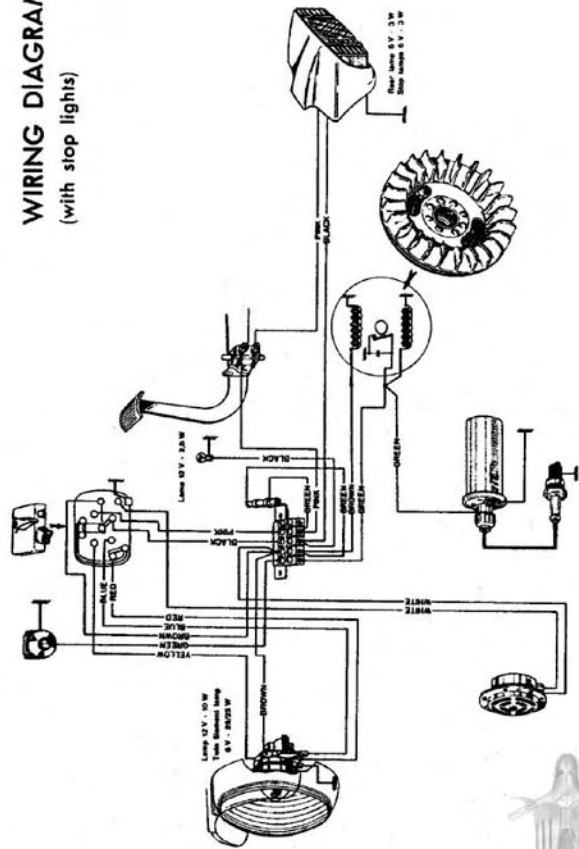 WIRING DIAGRAM
(with stop lights)
Rear lamp 6 V - 3 W
Stop lamps 6 V - 3 W
PINK
BLACK
Lamp 12 V - 2,5 W
BLACK
GREEN
PINK
GREEN
BROWN
GREEN
GREEN
PINK
BLACK
BLUE
RED
RED
BLUE
BROWN
GREEN
YELLOW
BROWN
WHITE
WHITE
Lamp 12 V - 10 W
Twin filament lamp
6 V - 25/25 W